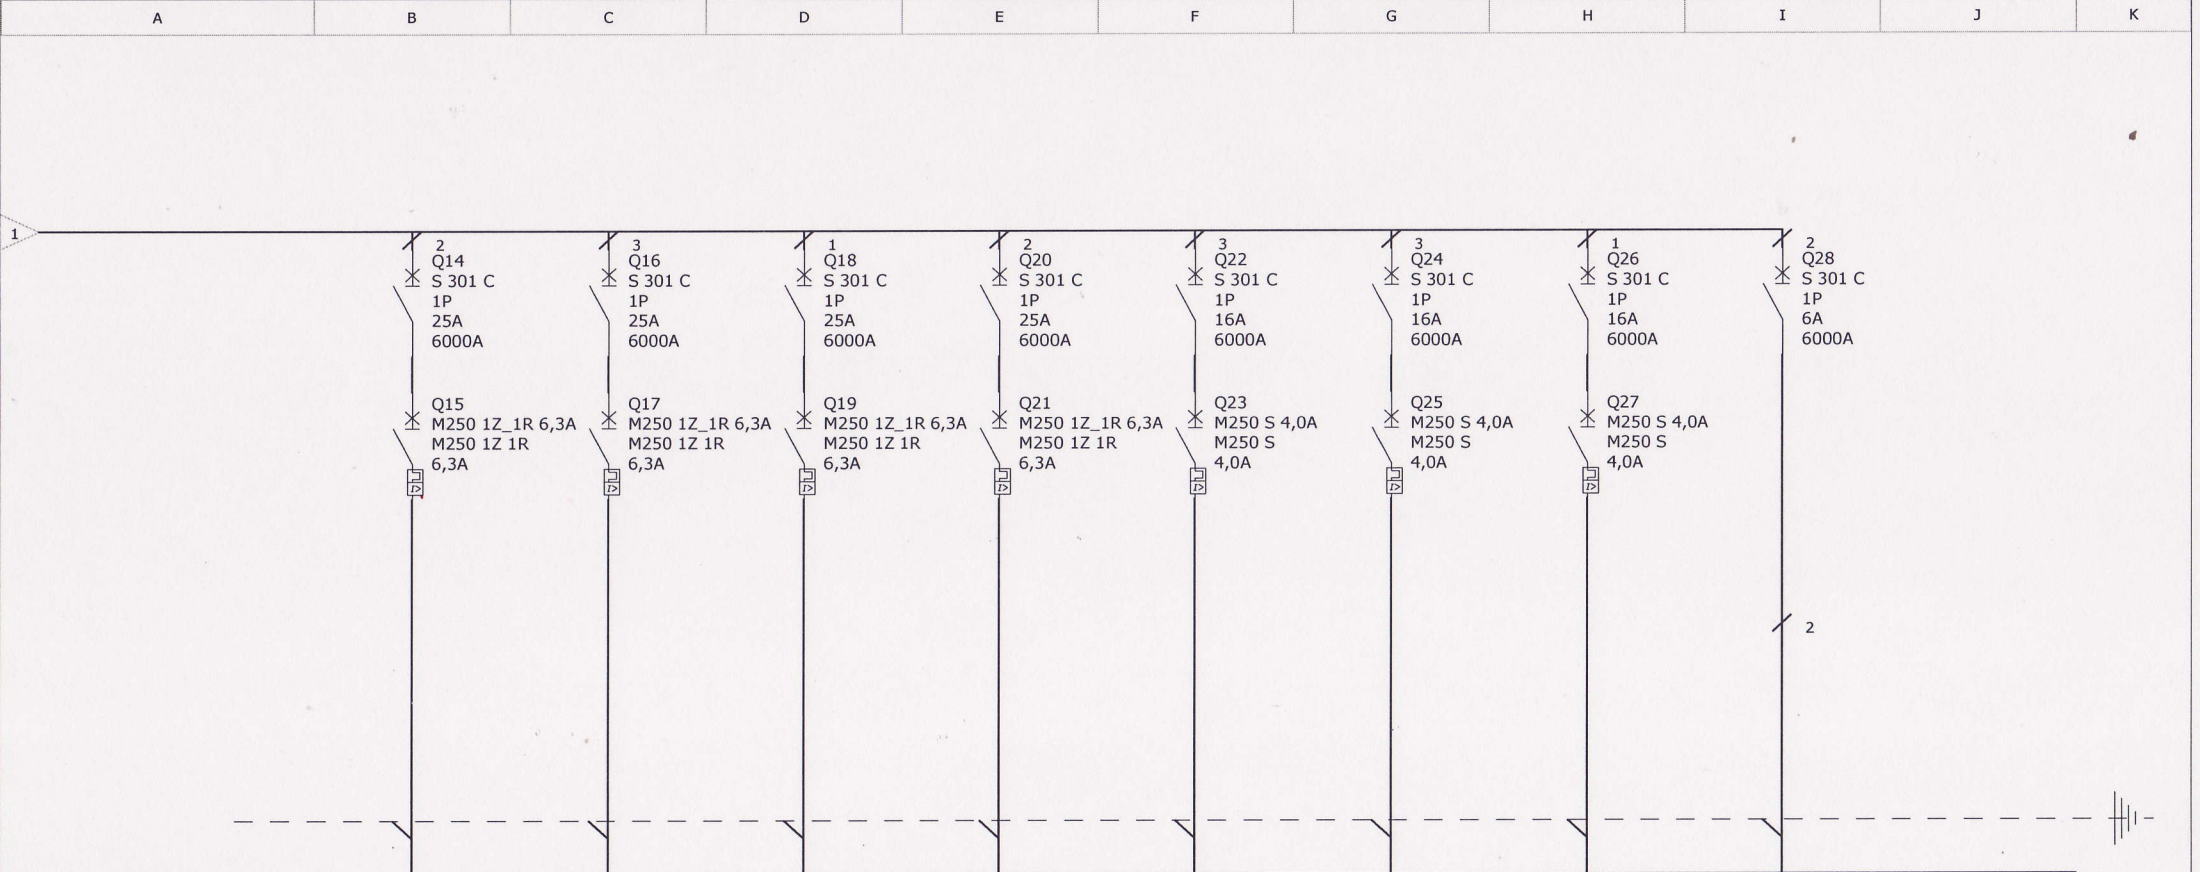 A B C D E F G H I J K
1
2
Q14
S 301 C
1P
25A
6000A
3
Q16
S 301 C
1P
25A
6000A
1
Q18
S 301 C
1P
25A
6000A
2
Q20
S 301 C
1P
25A
6000A
3
Q22
S 301 C
1P
16A
6000A
3
Q24
S 301 C
1P
16A
6000A
1
Q26
S 301 C
1P
16A
6000A
2
Q28
S 301 C
1P
6A
6000A
Q15
M250 1Z_1R 6,3A
M250 1Z 1R
6,3A
I>
Q17
M250 1Z_1R 6,3A
M250 1Z 1R
6,3A
I>
Q19
M250 1Z_1R 6,3A
M250 1Z 1R
6,3A
I>
Q21
M250 1Z_1R 6,3A
M250 1Z 1R
6,3A
I>
Q23
M250 S 4,0A
M250 S
4,0A
I>
Q25
M250 S 4,0A
M250 S
4,0A
I>
Q27
M250 S 4,0A
M250 S
4,0A
I>
2